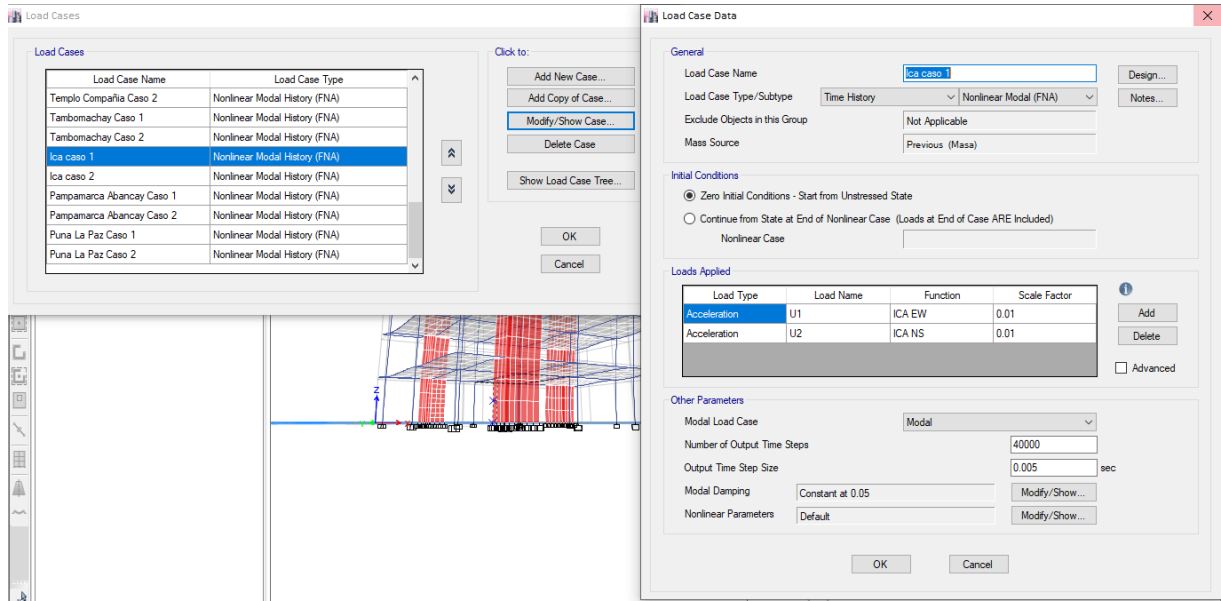 Load Cases
Load Cases
Load Case Name Load Case Type
Templo Compañia Caso 2 Nonlinear Modal History (FNA)
Tambomachay Caso 1 Nonlinear Modal History (FNA)
Tambomachay Caso 2 Nonlinear Modal History (FNA)
Ica caso 1 Nonlinear Modal History (FNA)
Ica caso 2 Nonlinear Modal History (FNA)
Pampamarca Abancay Caso 1 Nonlinear Modal History (FNA)
Pampamarca Abancay Caso 2 Nonlinear Modal History (FNA)
Puna La Paz Caso 1 Nonlinear Modal History (FNA)
Puna La Paz Caso 2 Nonlinear Modal History (FNA)
Click to:
Add New Case...
Add Copy of Case...
Modify/Show Case...
Delete Case
Show Load Case Tree...
OK
Cancel
Z
Y
X
Load Case Data
General
Load Case Name Ica caso 1 Design...
Load Case Type/Subtype Time History Nonlinear Modal (FNA) Notes...
Exclude Objects in this Group Not Applicable
Mass Source Previous (Masa)
Initial Conditions
Zero Initial Conditions - Start from Unstressed State
Continue from State at End of Nonlinear Case (Loads at End of Case ARE Included)
Nonlinear Case
Loads Applied
Load Type Load Name Function Scale Factor
Acceleration U1 ICA EW 0.01
Acceleration U2 ICA NS 0.01
Add
Delete
Advanced
Other Parameters
Modal Load Case Modal
Number of Output Time Steps 40000
Output Time Step Size 0.005 sec
Modal Damping Constant at 0.05 Modify/Show...
Nonlinear Parameters Default Modify/Show...
OK Cancel